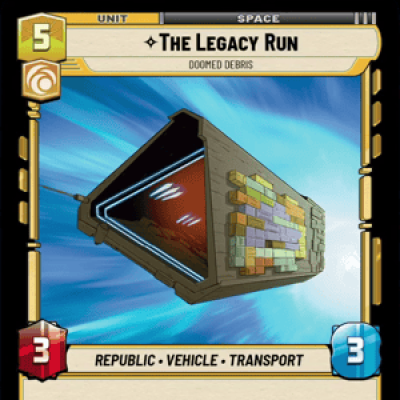 UNIT SPACE
5 ✧THE LEGACY RUN
DOOMED DEBRIS
3 REPUBLIC • VEHICLE • TRANSPORT 3